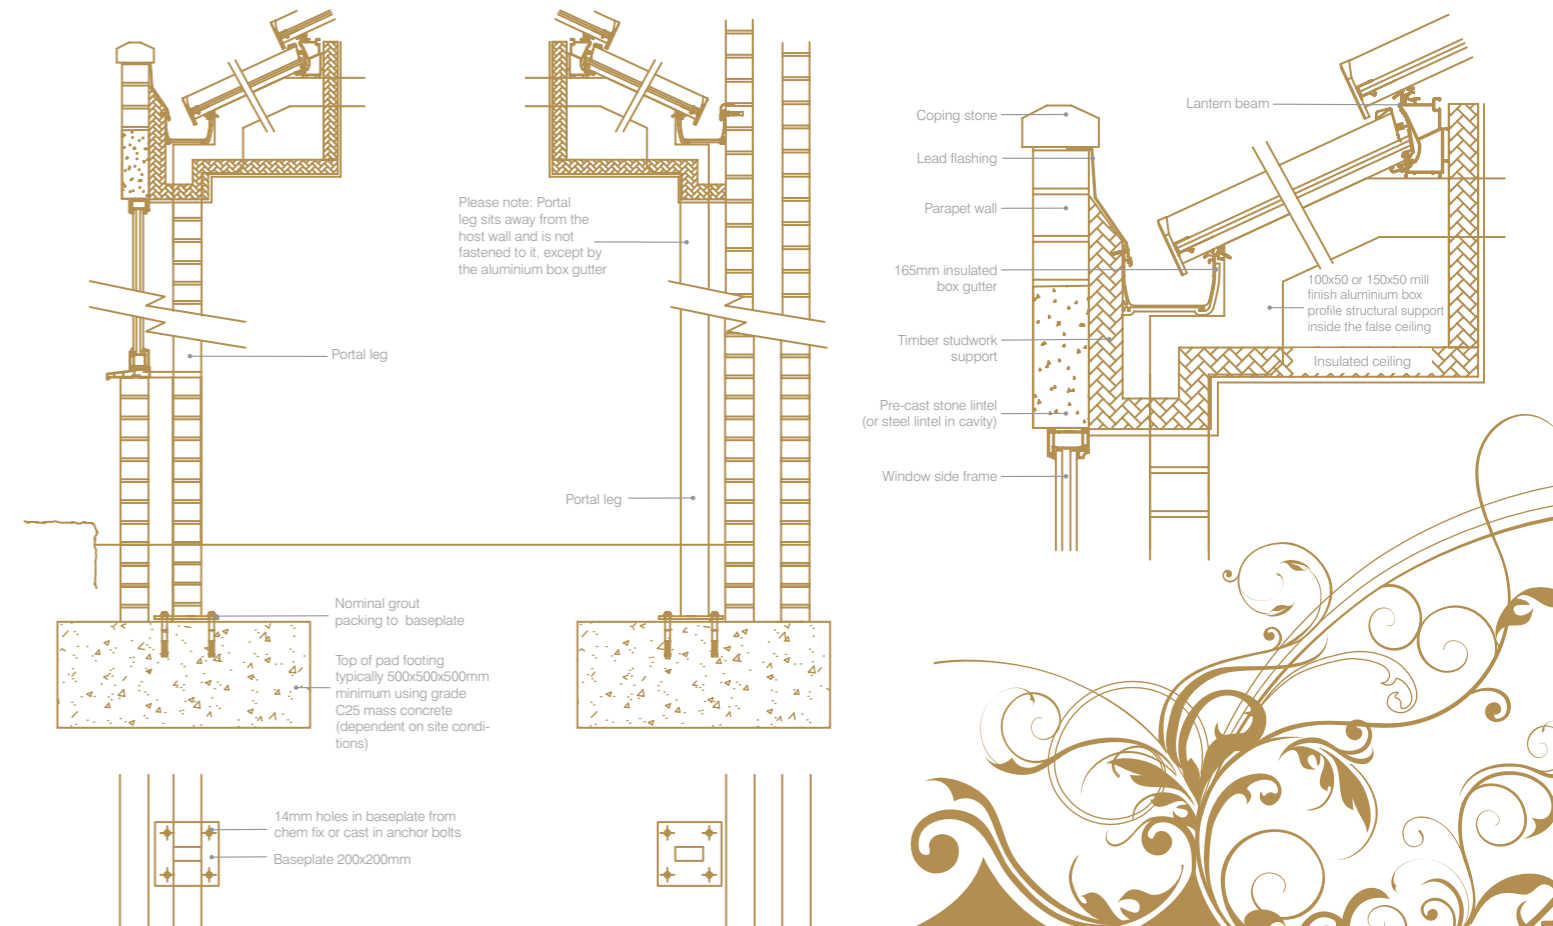 Please note: Portal
leg sits away from the
host wall and is not
fastened to it, except by
the aluminium box gutter
Portal leg
Portal leg
Nominal grout
packing to baseplate
Top of pad footing
typically 500x500x500mm
minimum using grade
C25 mass concrete
(dependent on site condi-
tions)
14mm holes in baseplate from
chem fix or cast in anchor bolts
Baseplate 200x200mm
Coping stone
Lead flashing
Parapet wall
165mm insulated
box gutter
Timber studwork
support
Pre-cast stone lintel
(or steel lintel in cavity)
Window side frame
Lantern beam
100x50 or 150x50 mill
finish aluminium box
profile structural support
inside the false ceiling
Insulated ceiling